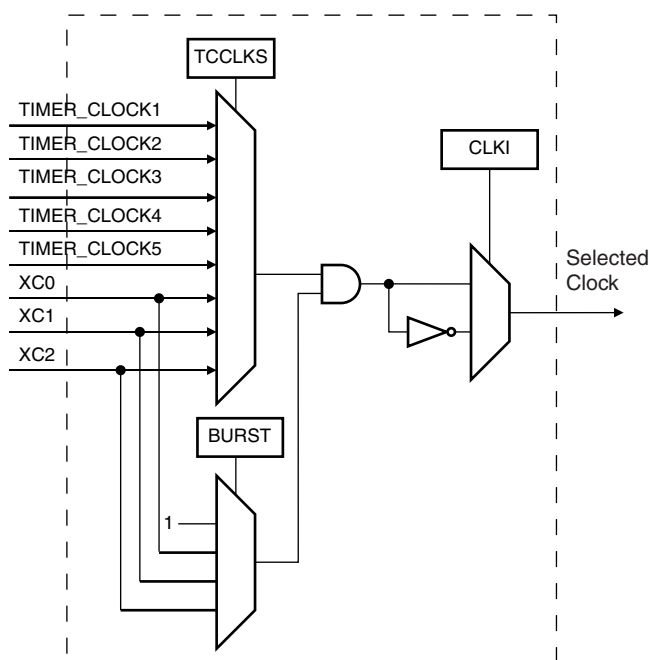 TCCLKS
TIMER_CLOCK1
TIMER_CLOCK2
CLKI
TIMER_CLOCK3
TIMER_CLOCK4
TIMER_CLOCK5
Selected
Clock
XC0
XC1
XC2
BURST
1